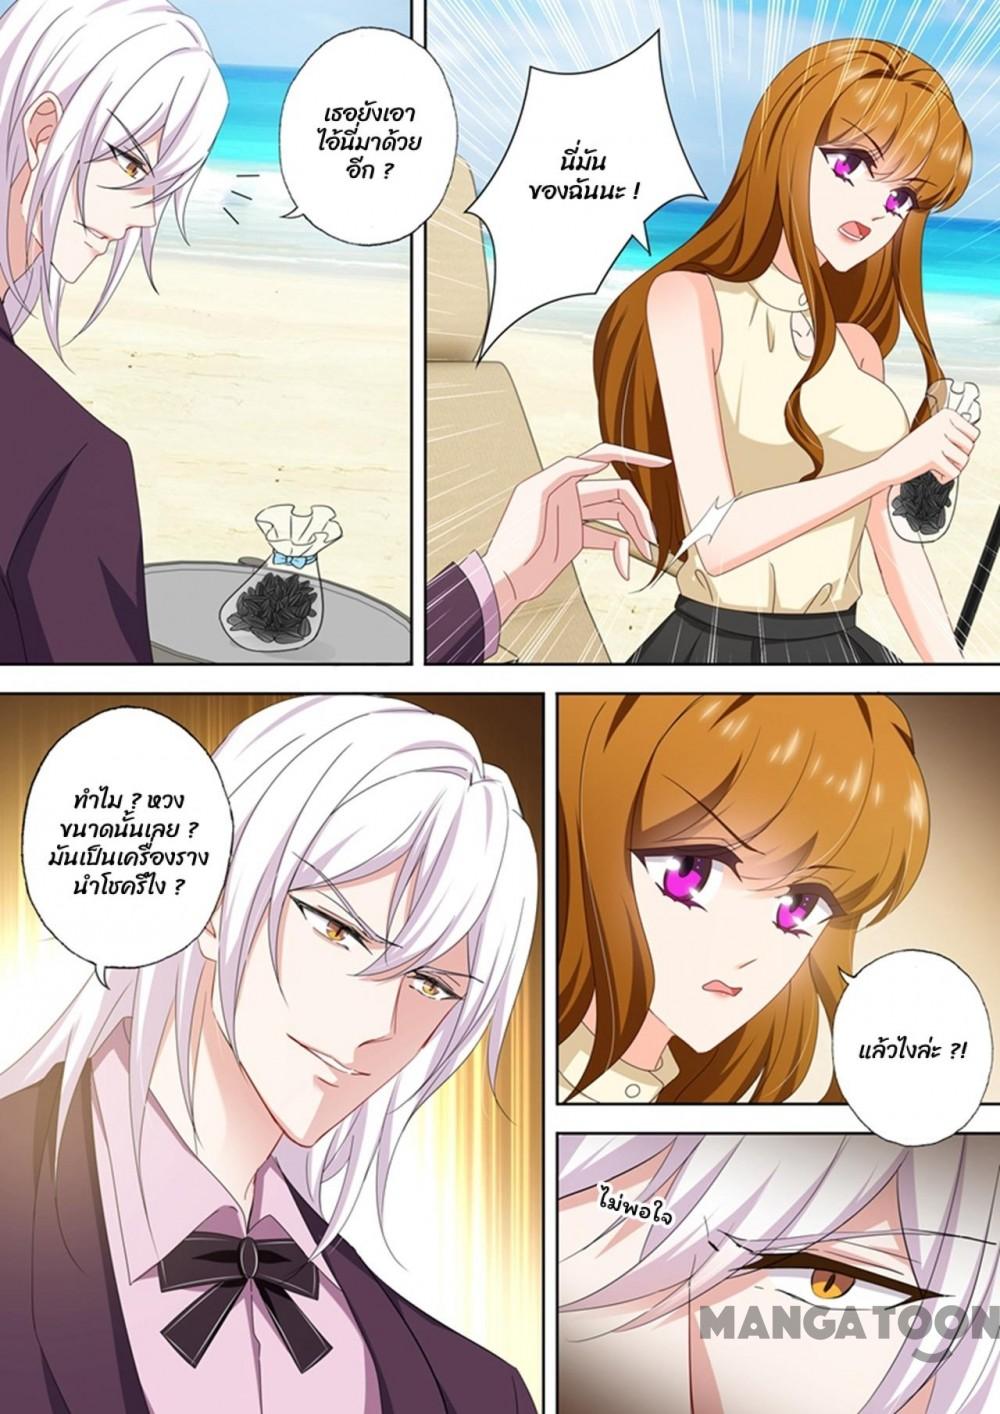 เธอยังเอา
ไอ้นี่มาด้วย
อีก ?
นี่มัน
ของฉันนะ !
ทำไม ? หวง
ขนาดนั้นเลย ?
มันเป็นเครื่องราง
นำโชครึไง ?
แล้วไงล่ะ ?!
ไม่พอใจ
MANGATOON